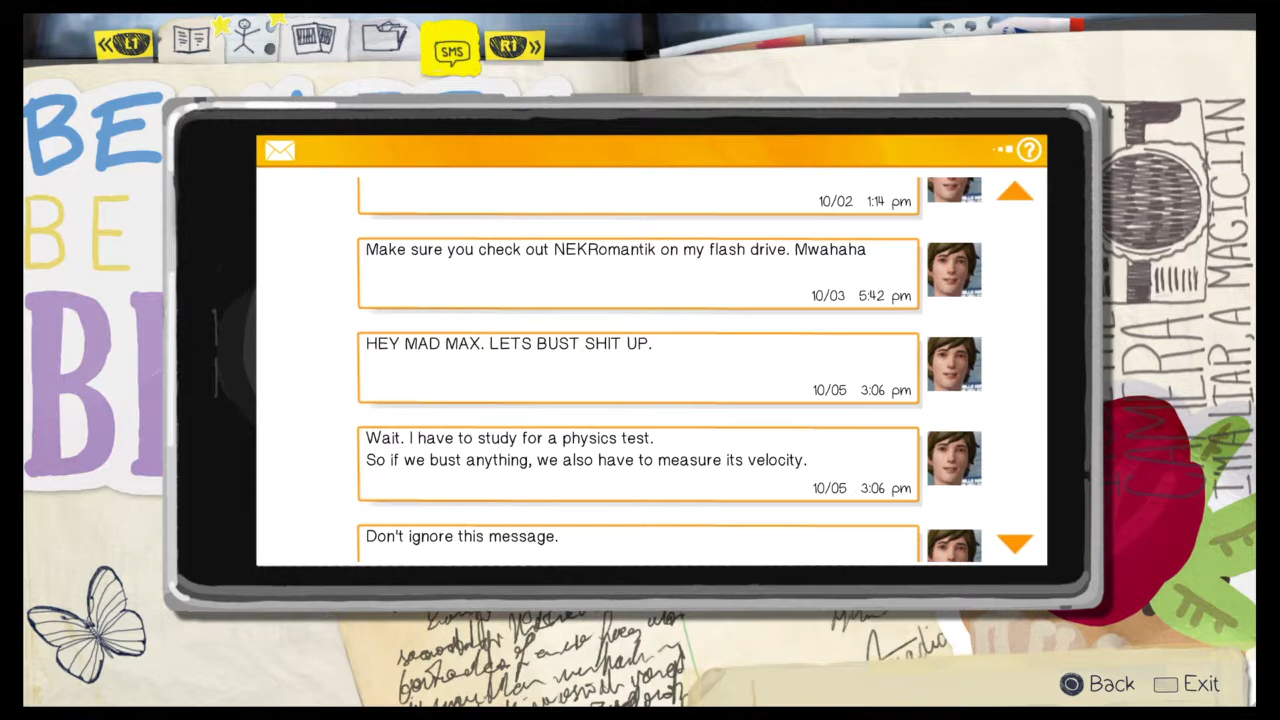 L1
SMS
R1
BE
BE
10/02 1:14 pm
Make sure you check out NEKRomantik on my flash drive. Mwahaha
10/03 5:42 pm
HEY MAD MAX. LETS BUST SHIT UP.
10/05 3:06 pm
Wait. I have to study for a physics test.
So if we bust anything, we also have to measure its velocity.
10/05 3:06 pm
Don't ignore this message.
CAMERA
LIAR, A MAGICIAN
Back
Exit